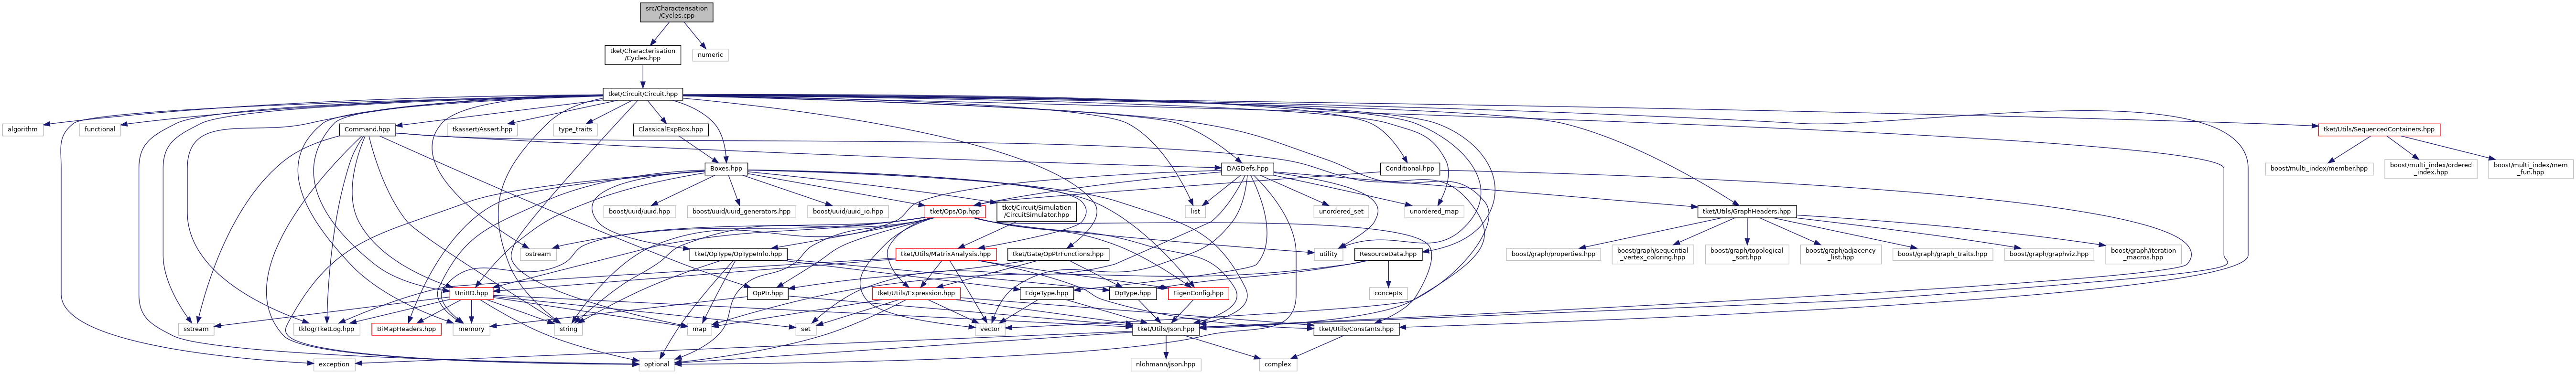 src/Characterisation
/Cycles.cpp
tket/Characterisation
/Cycles.hpp
numeric
tket/Circuit/Circuit.hpp
algorithm
functional
Command.hpp
tkassert/Assert.hpp
type_traits
ClassicalExpBox.hpp
tket/Utils/SequencedContainers.hpp
Boxes.hpp
DAGDefs.hpp
Conditional.hpp
boost/multi_index/member.hpp
boost/multi_index/ordered
_index.hpp
boost/multi_index/mem
_fun.hpp
boost/uuid/uuid.hpp
boost/uuid/uuid_generators.hpp
boost/uuid/uuid_io.hpp
tket/Ops/Op.hpp
tket/Circuit/Simulation
/CircuitSimulator.hpp
list
unordered_set
unordered_map
tket/Utils/GraphHeaders.hpp
ostream
tket/OpType/OpTypeInfo.hpp
tket/Utils/MatrixAnalysis.hpp
tket/Gate/OpPtrFunctions.hpp
utility
ResourceData.hpp
boost/graph/properties.hpp
boost/graph/sequential
_vertex_coloring.hpp
boost/graph/topological
_sort.hpp
boost/graph/adjacency
_list.hpp
boost/graph/graph_traits.hpp
boost/graph/graphviz.hpp
boost/graph/iteration
_macros.hpp
UnitID.hpp
OpPtr.hpp
tket/Utils/Expression.hpp
EdgeType.hpp
OpType.hpp
EigenConfig.hpp
concepts
sstream
tklog/TketLog.hpp
BiMapHeaders.hpp
memory
string
map
set
vector
tket/Utils/Json.hpp
tket/Utils/Constants.hpp
exception
optional
nlohmann/json.hpp
complex